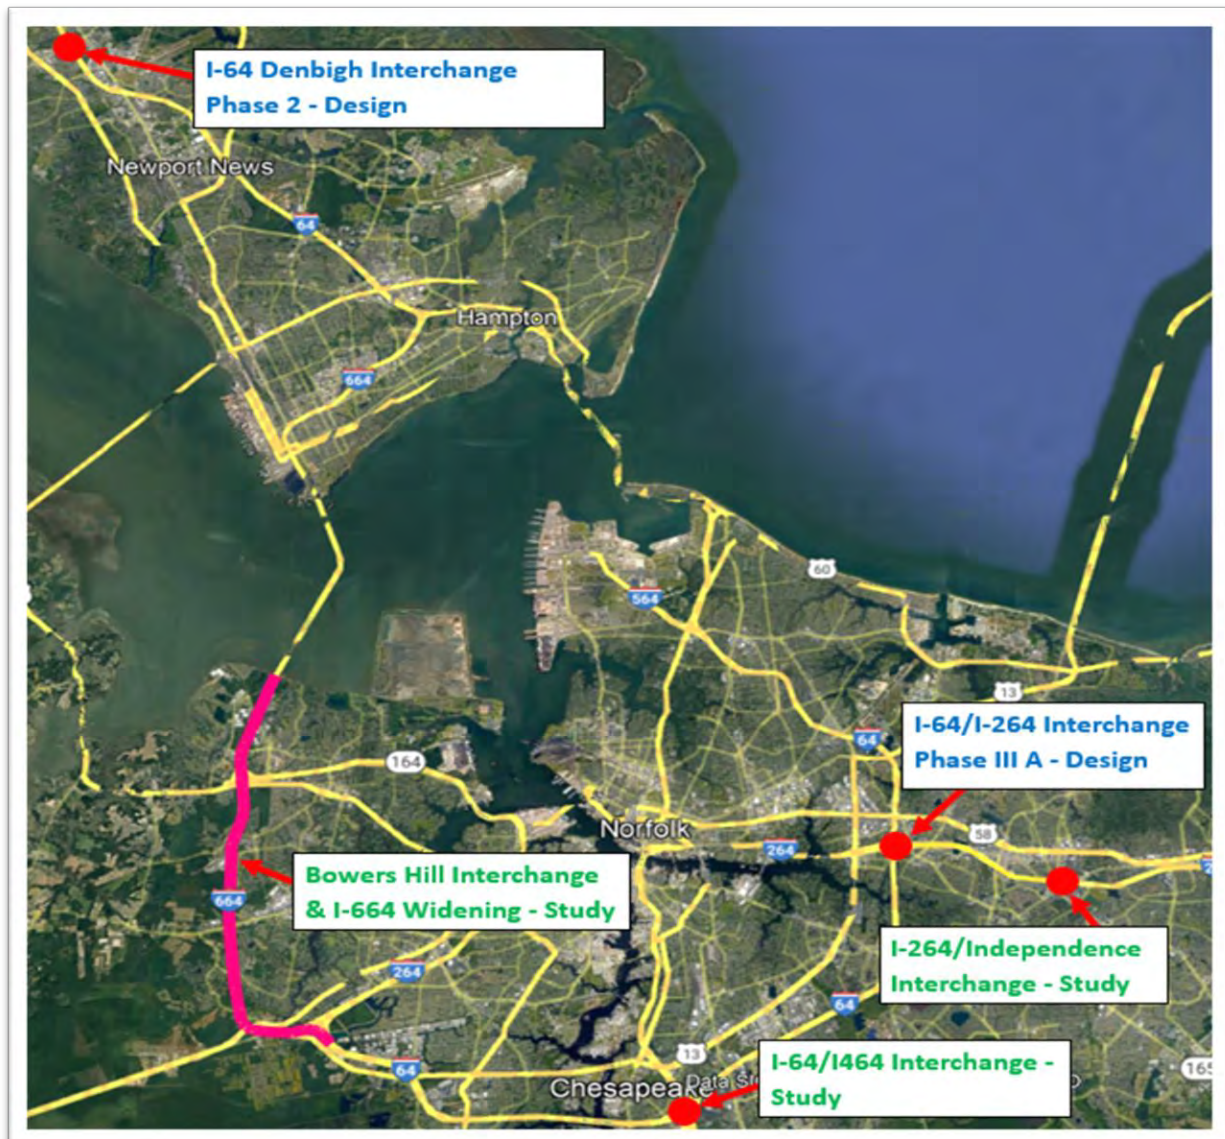 I-64 Denbigh Interchange
Phase 2 - Design
Newport News
64
Hampton
664
564
60
13
I-64/I-264 Interchange
Phase III A - Design
64
164
58
Norfolk
264
Bowers Hill Interchange
& I-664 Widening - Study
664
I-264/Independence
Interchange - Study
264
64
13
I-64/I464 Interchange -
Study
64
Chesapeake
165